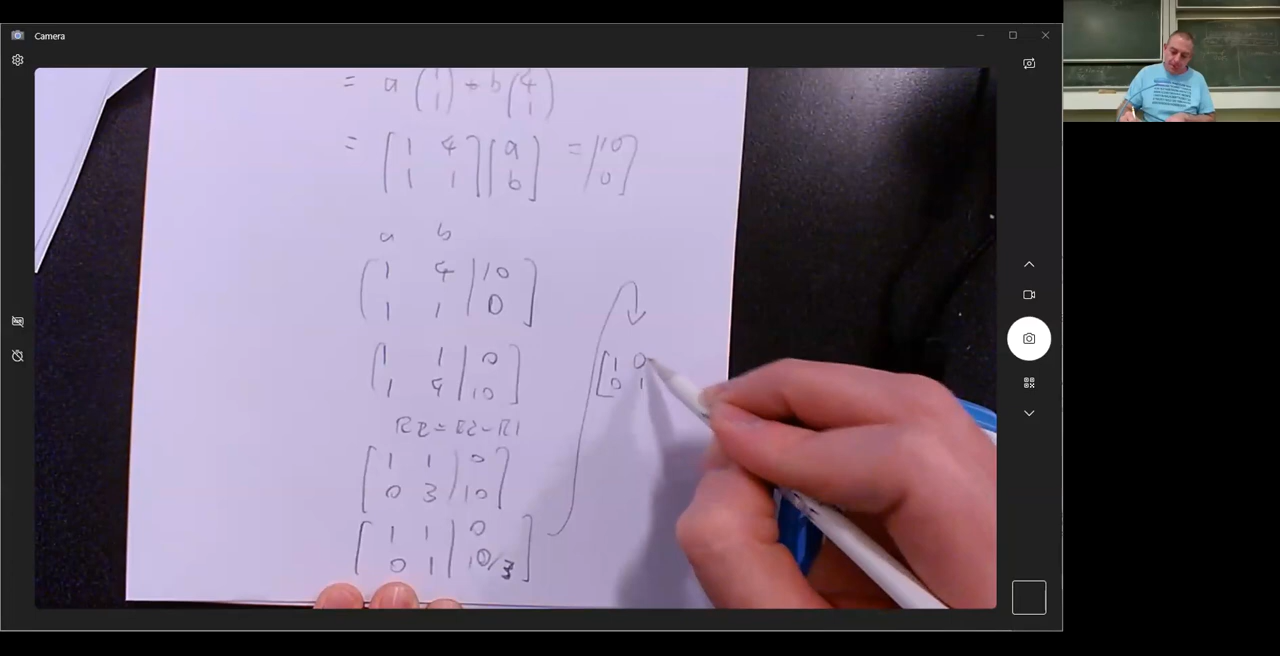 Camera
= a (1 1) + b (4 1)
= [1 4 1 1] [a b] = [10 0]
a b
[1 4 | 10
1 1 | 0]
[1 1 | 0
1 4 | 10]
R2 = R2 - R1
[1 1 | 0
0 3 | 10]
[1 1 | 0
0 1 | 10/3]
[1 0
0 1